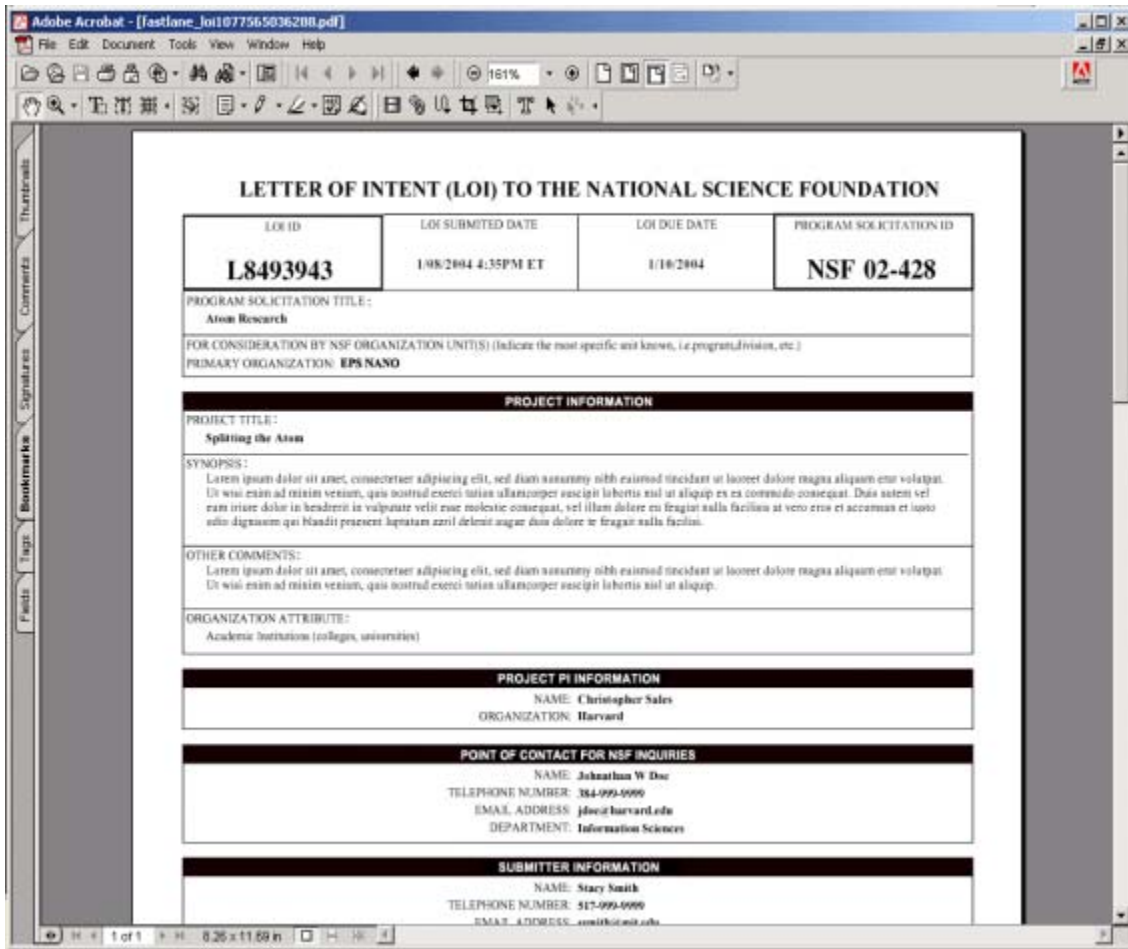 Adobe Acrobat - [fastlane_loi1077565036288.pdf]
File Edit Document Tools View Window Help
161%
Thumbnails
Comments
Signatures
Bookmarks
Tags
Fields
LETTER OF INTENT (LOI) TO THE NATIONAL SCIENCE FOUNDATION
LOI ID
LOI SUBMITED DATE
LOI DUE DATE
PROGRAM SOLICITATION ID
L8493943
1/08/2004 4:35PM ET
1/10/2004
NSF 02-428
PROGRAM SOLICITATION TITLE:
Atom Research
FOR CONSIDERATION BY NSF ORGANIZATION UNIT(S) (Indicate the most specific unit known, i.e.program,division, etc.)
PRIMARY ORGANIZATION: EPS NANO
PROJECT INFORMATION
PROJECT TITLE:
Splitting the Atom
SYNOPSIS:
Lorem ipsum dolor sit amet, consectetuer adipiscing elit, sed diam nonummy nibh euismod tincidunt ut laoreet dolore magna aliquam erat volutpat.
Ut wisi enim ad minim veniam, quis nostrud exerci tation ullamcorper suscipit lobortis nisl ut aliquip ex ea commodo consequat. Duis autem vel
eum iriure dolor in hendrerit in vulputate velit esse molestie consequat, vel illum dolore eu feugiat nulla facilisis at vero eros et accumsan et iusto
odio dignissim qui blandit praesent luptatum zzril delenit augue duis dolore te feugait nulla facilisi.
OTHER COMMENTS:
Lorem ipsum dolor sit amet, consectetuer adipiscing elit, sed diam nonummy nibh euismod tincidunt ut laoreet dolore magna aliquam erat volutpat.
Ut wisi enim ad minim veniam, quis nostrud exerci tation ullamcorper suscipit lobortis nisl ut aliquip.
ORGANIZATION ATTRIBUTE:
Academic Institutions (colleges, universities)
PROJECT PI INFORMATION
NAME: Christopher Sales
ORGANIZATION: Harvard
POINT OF CONTACT FOR NSF INQUIRIES
NAME: Johnathan W Doe
TELEPHONE NUMBER: 384-999-9999
EMAIL ADDRESS: jdoe@harvard.edu
DEPARTMENT: Information Sciences
SUBMITTER INFORMATION
NAME: Stacy Smith
TELEPHONE NUMBER: 517-999-9999
EMAIL ADDRESS: ssmith@mit.edu
1 of 1
8.26 x 11.69 in